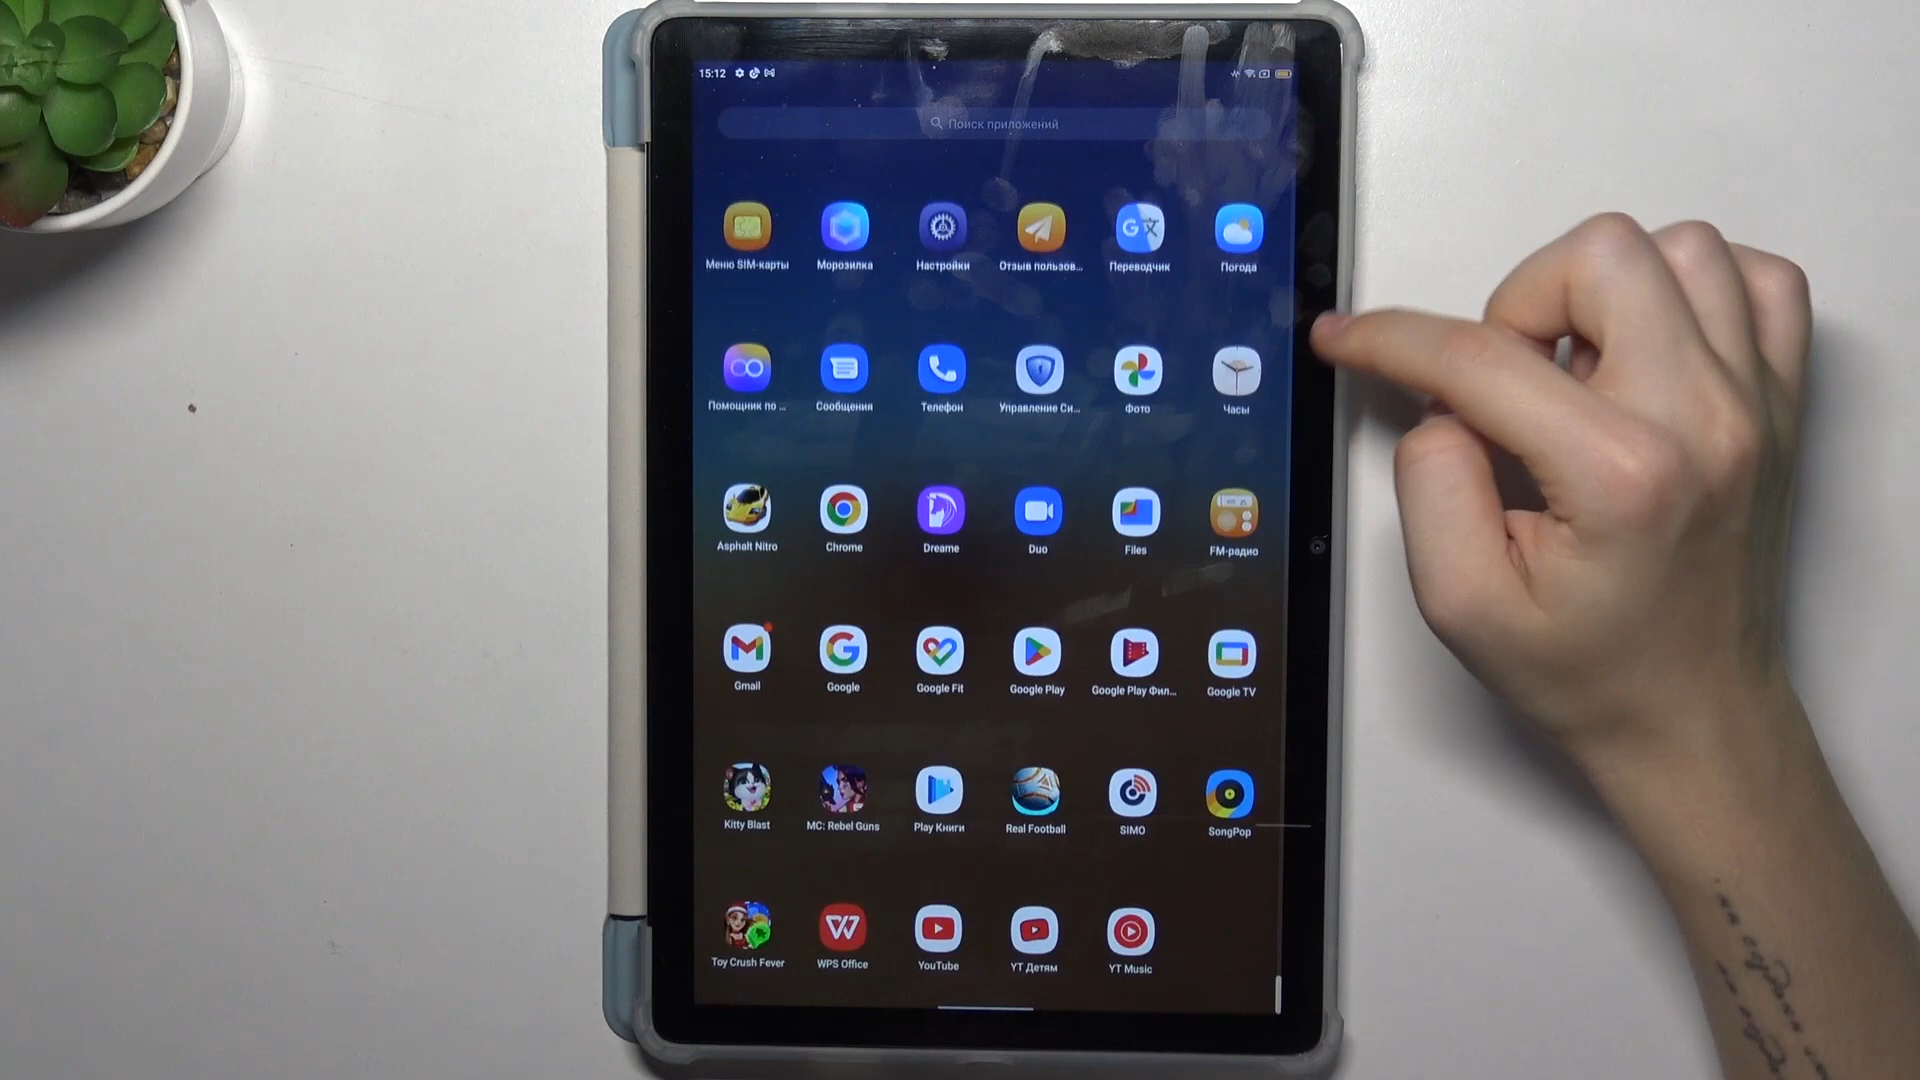 15:12
Поиск приложений
Меню SIM-карты Морозилка Настройки Отзыв пользов... Переводчик Погода
Помощник по ... Сообщения Телефон Управление Си... Фото Часы
Asphalt Nitro Chrome Dreame Duo Files FM-радио
Gmail Google Google Fit Google Play Google Play Фил... Google TV
Kitty Blast MC: Rebel Guns Play Книги Real Football SIMO SongPop
Toy Crush Fever WPS Office YouTube YT Детям YT Music